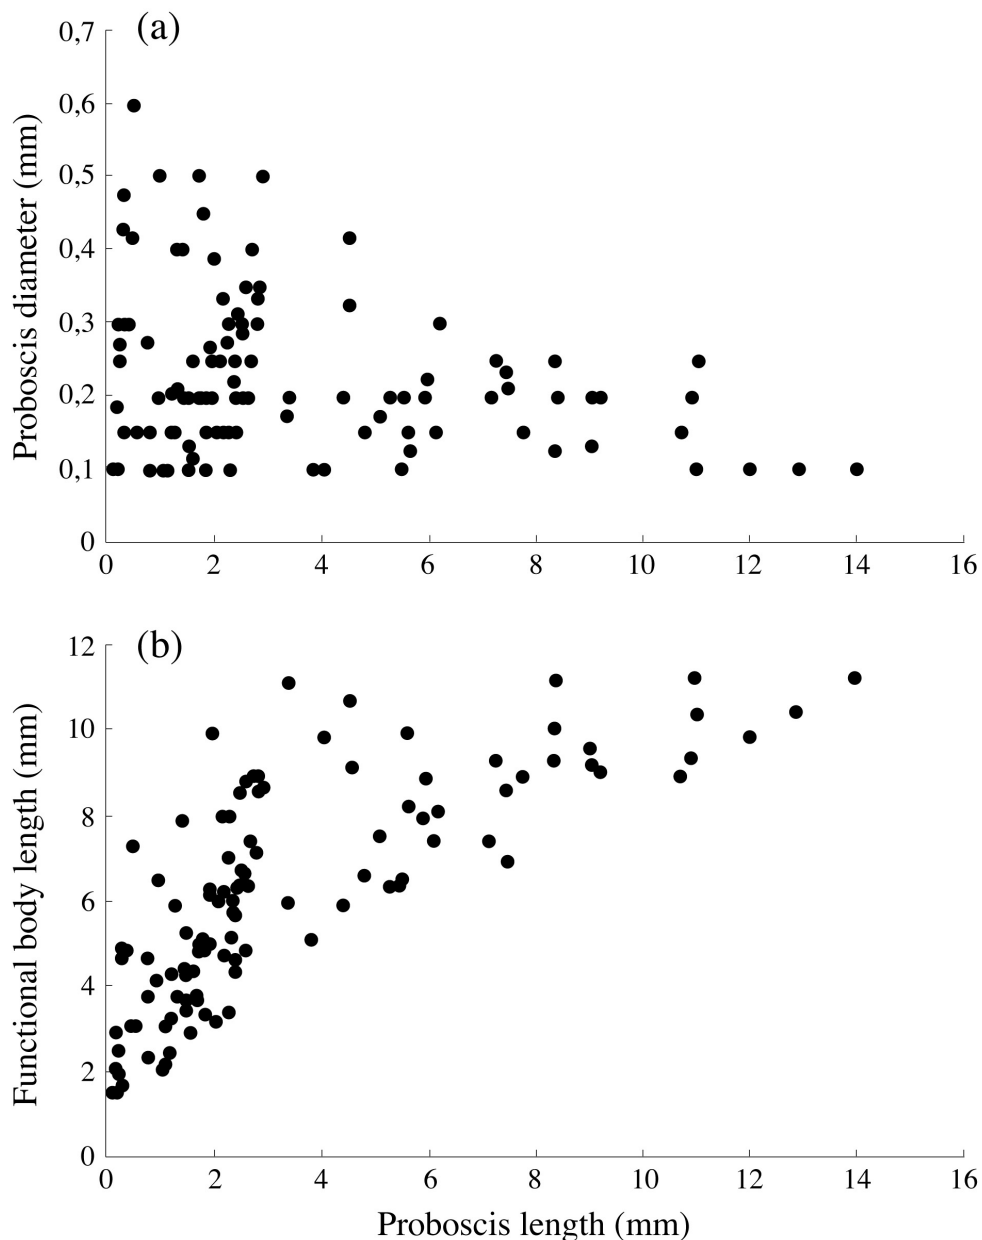 (a)
0,7
0,6
0,5
0,4
0,3
0,2
0,1
0
Proboscis diameter (mm)
0 2 4 6 8 10 12 14 16
(b)
12
10
8
6
4
2
0
Functional body length (mm)
0 2 4 6 8 10 12 14 16
Proboscis length (mm)